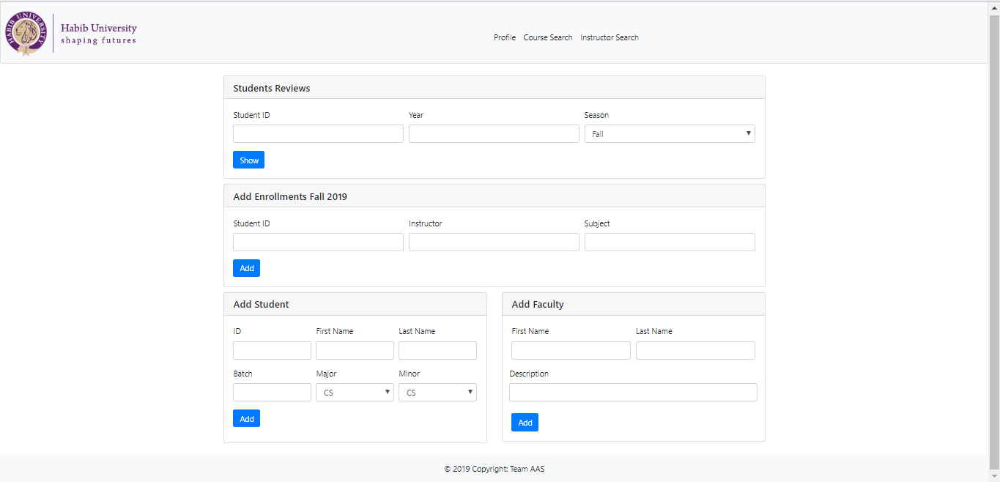 HABIB UNIVERSITY
Habib University
shaping futures
Profile Course Search Instructor Search
Students Reviews
Student ID Year Season
Fall
Show
Add Enrollments Fall 2019
Student ID Instructor Subject
Add
Add Student
ID First Name Last Name
Batch Major Minor
CS CS
Add
Add Faculty
First Name Last Name
Description
Add
© 2019 Copyright: Team AAS